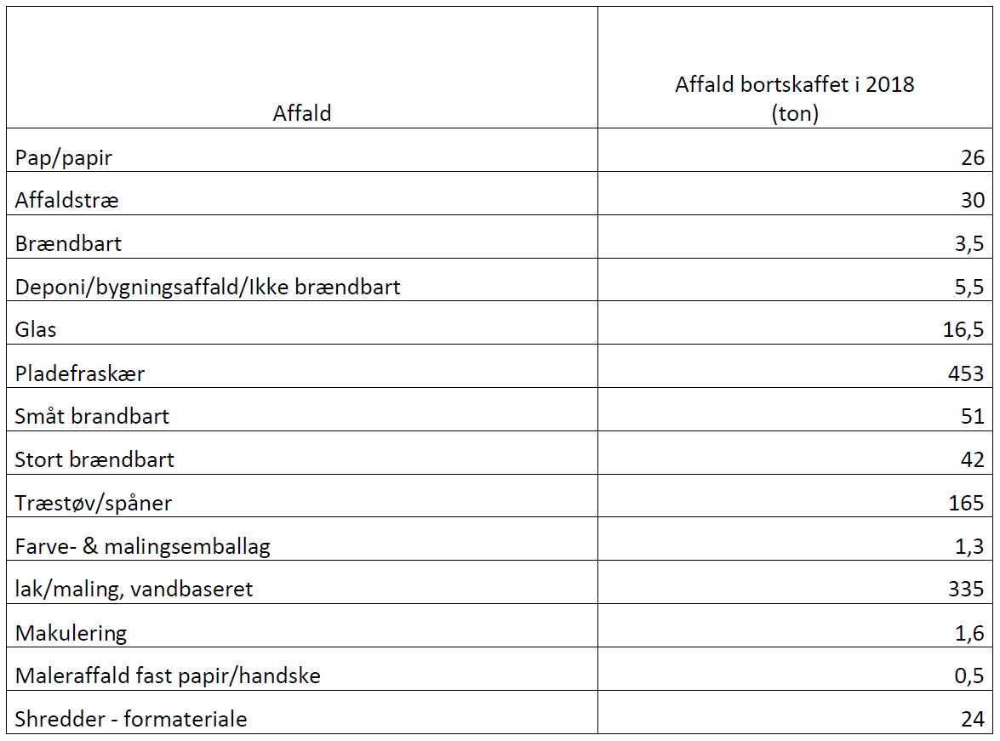 Affald
Affald bortskaffet i 2018
(ton)
Pap/papir 26
Affaldstræ 30
Brændbart 3,5
Deponi/bygningsaffald/Ikke brændbart 5,5
Glas 16,5
Pladefraskær 453
Småt brandbart 51
Stort brændbart 42
Træstøv/spåner 165
Farve- & malingsemballag 1,3
lak/maling, vandbaseret 335
Makulering 1,6
Maleraffald fast papir/handske 0,5
Shredder - formateriale 24